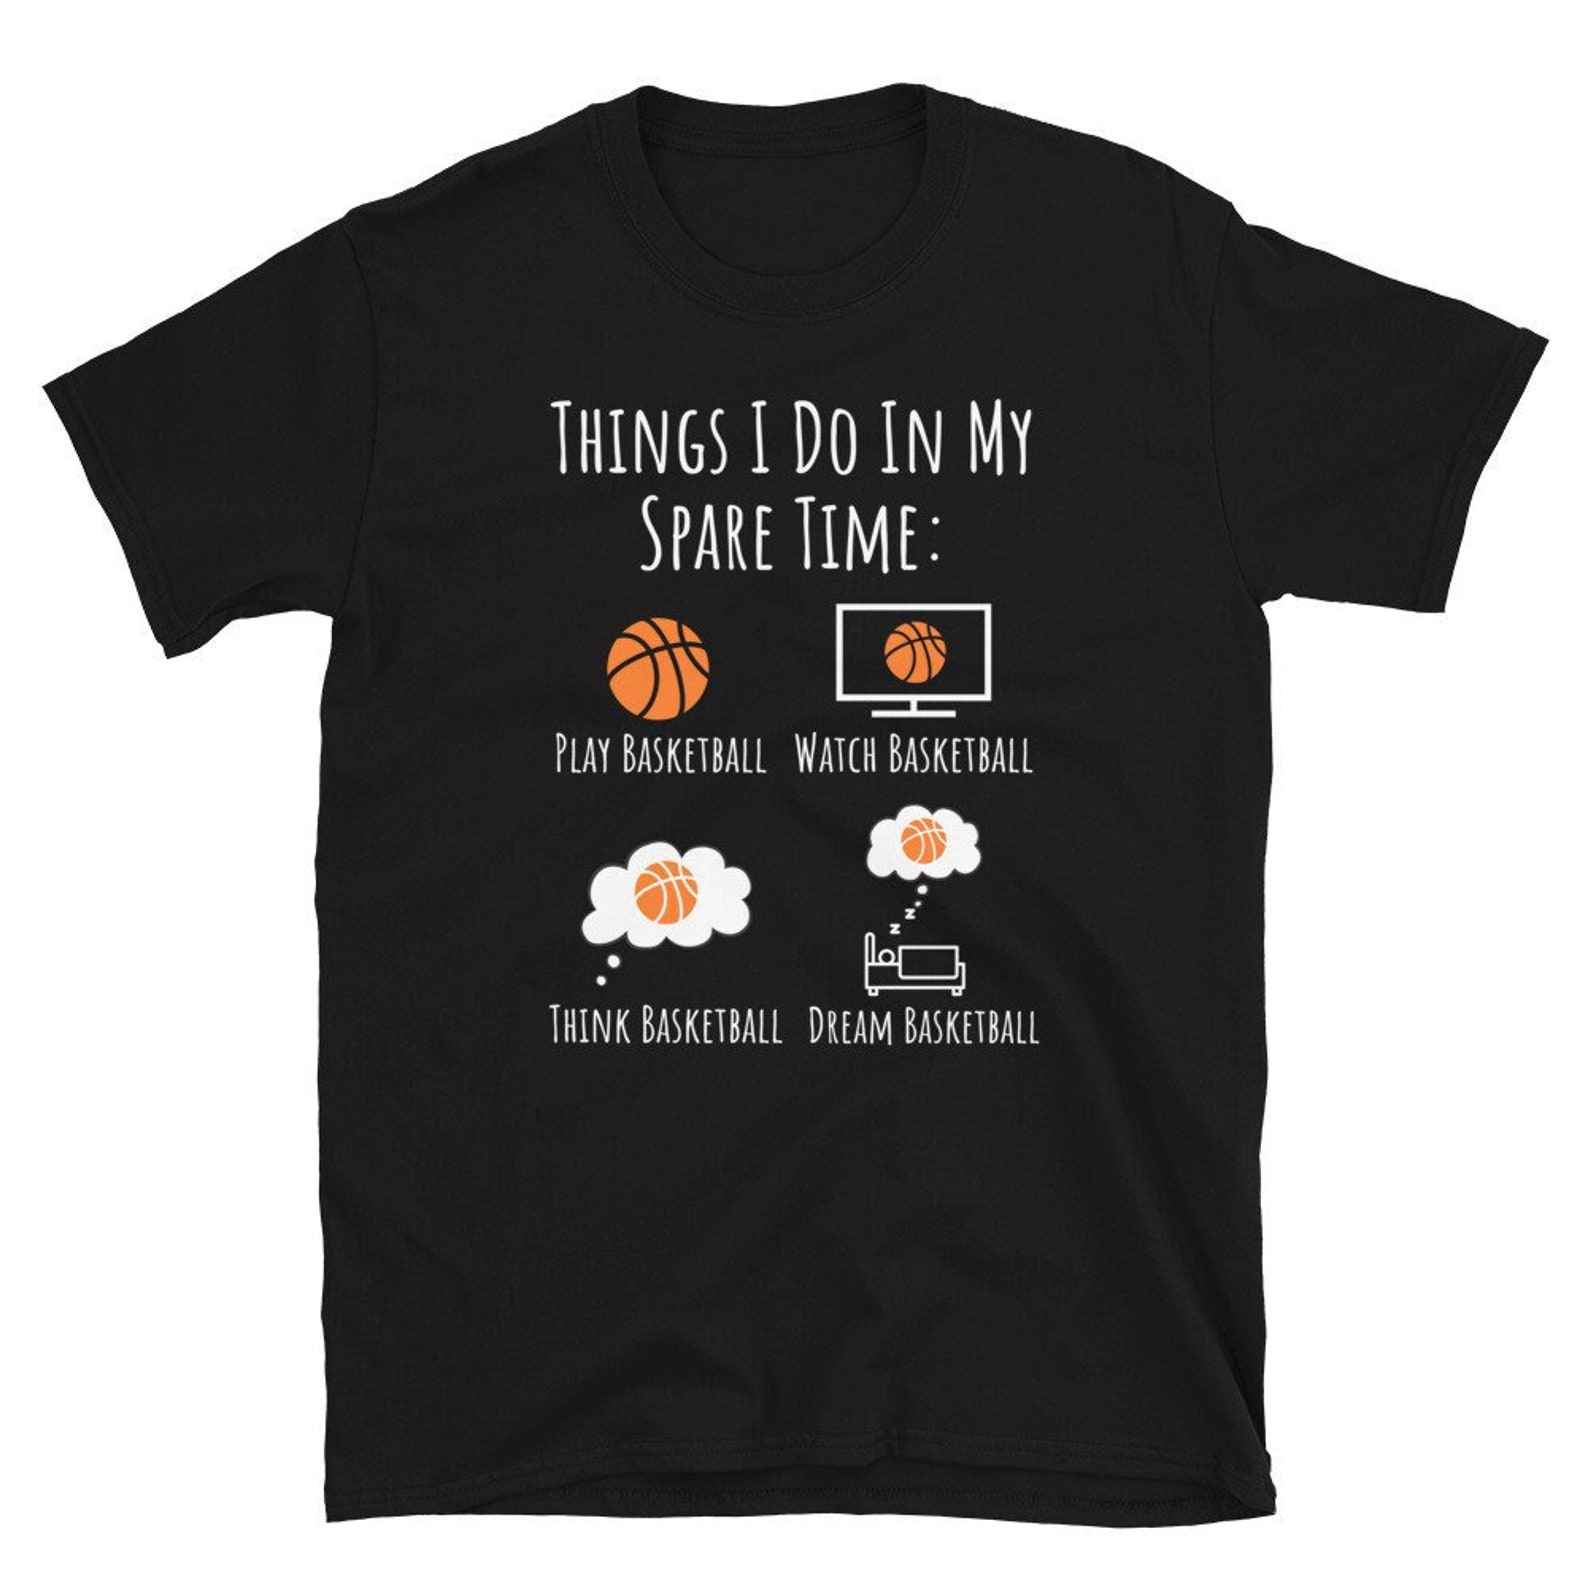 THINGS I DO IN MY
SPARE TIME:
PLAY BASKETBALL
WATCH BASKETBALL
Z
Z
THINK BASKETBALL
DREAM BASKETBALL